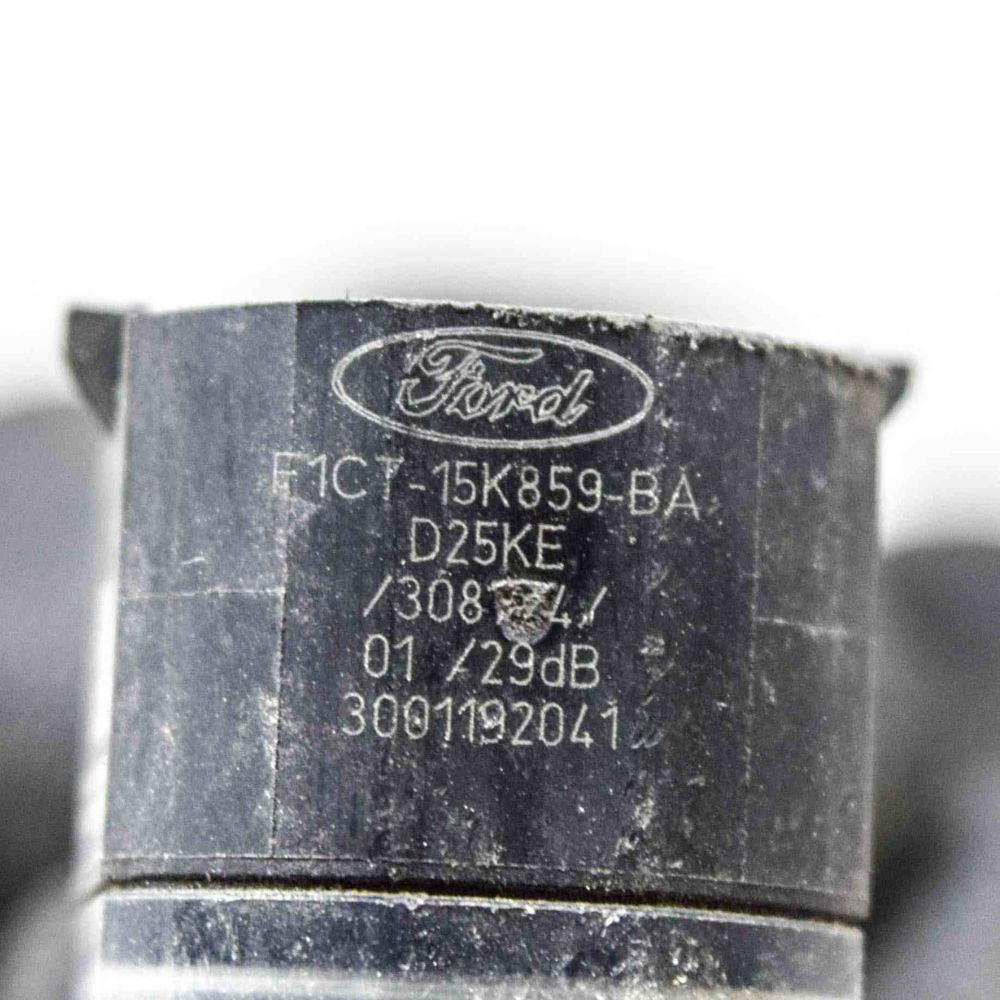 Ford
F1CT-15K859-BA
D25KE
01 /29dB
3001192041